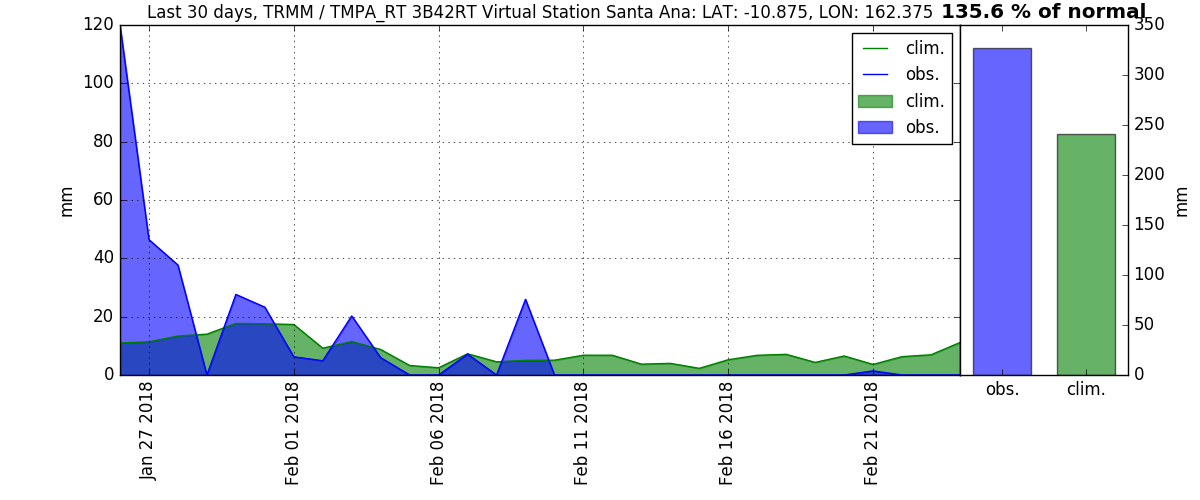 Last 30 days, TRMM / TMPA_RT 3B42RT Virtual Station Santa Ana: LAT: -10.875, LON: 162.375
135.6 % of normal
120
100
80
60
40
20
0
mm
clim.
obs.
clim.
obs.
Jan 27 2018
Feb 01 2018
Feb 06 2018
Feb 11 2018
Feb 16 2018
Feb 21 2018
350
300
250
200
150
100
50
0
mm
obs.
clim.